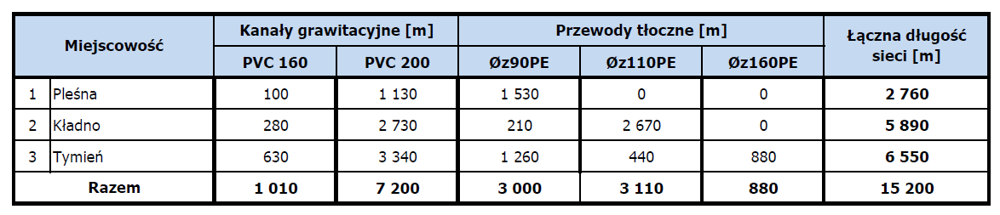 Miejscowość Kanały grawitacyjne [m] Przewody tłoczne [m] Łączna długość sieci [m]
PVC 160 PVC 200 Øz90PE Øz110PE Øz160PE
1 Pleśna 100 1 130 1 530 0 0 2 760
2 Kładno 280 2 730 210 2 670 0 5 890
3 Tymień 630 3 340 1 260 440 880 6 550
Razem 1 010 7 200 3 000 3 110 880 15 200